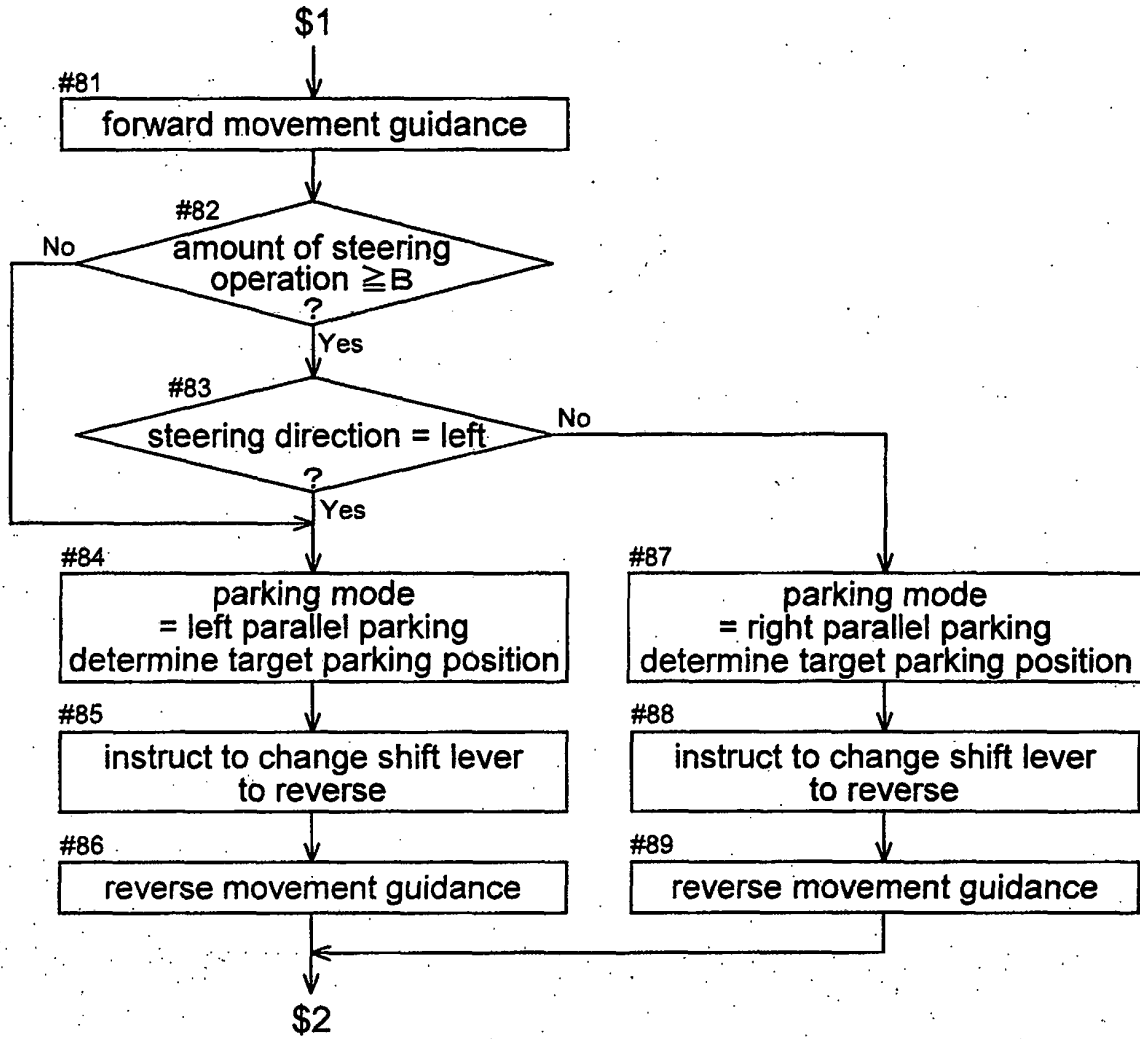 $1
#81
forward movement guidance
#82
No
amount of steering
operation ≧B
?
Yes
#83
No
steering direction = left
?
Yes
#84
parking mode
= left parallel parking
determine target parking position
#87
parking mode
= right parallel parking
determine target parking position
#85
instruct to change shift lever
to reverse
#88
instruct to change shift lever
to reverse
#86
reverse movement guidance
#89
reverse movement guidance
$2